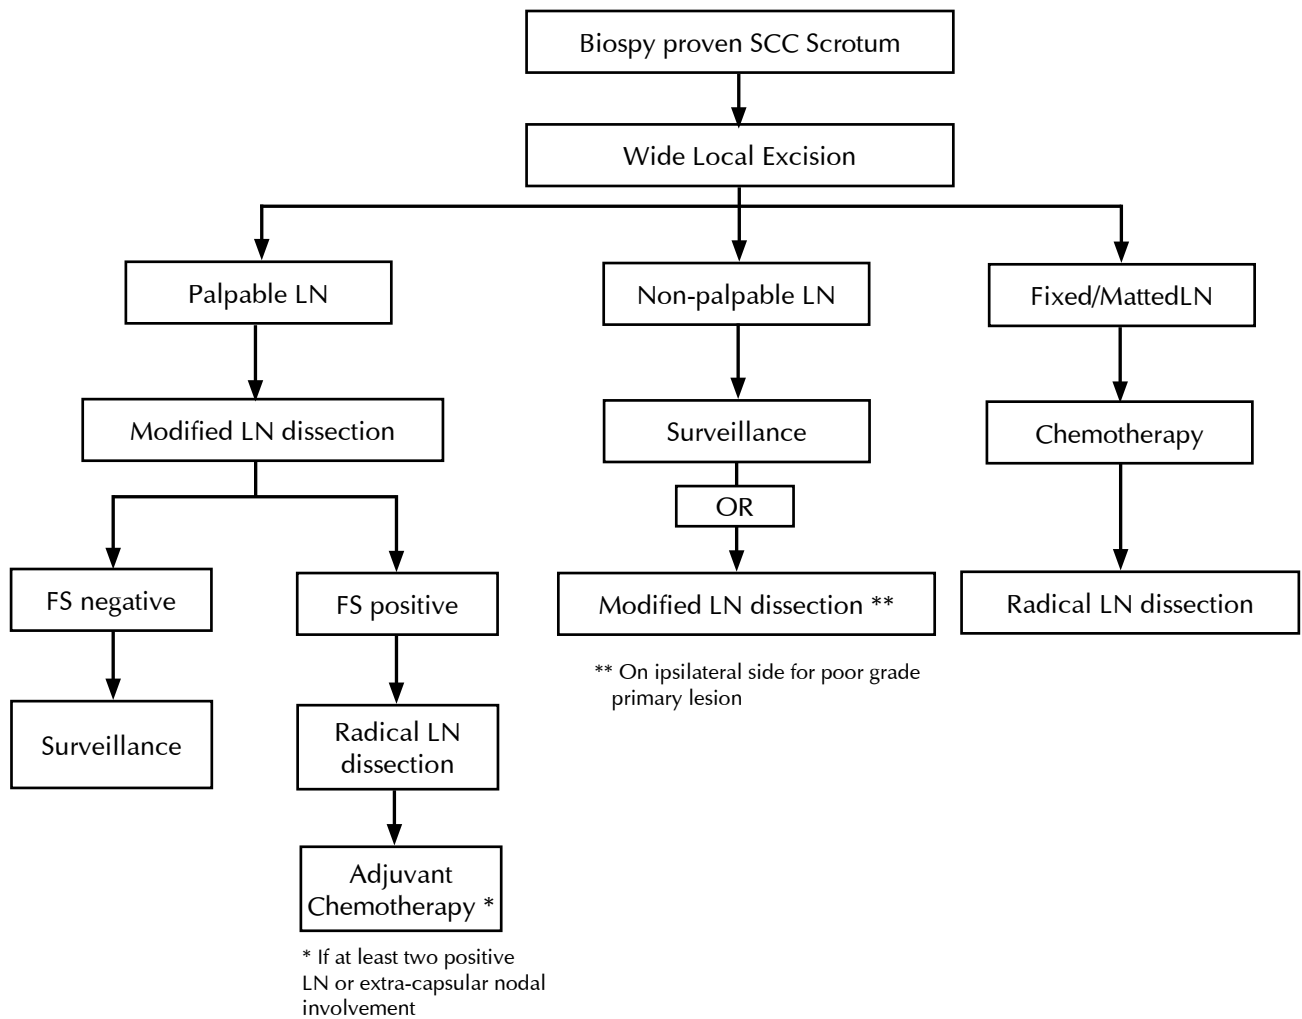 Biospy proven SCC Scrotum
Wide Local Excision
Palpable LN
Non-palpable LN
Fixed/MattedLN
Modified LN dissection
Surveillance
Chemotherapy
OR
FS negative
FS positive
Modified LN dissection **
Radical LN dissection
** On ipsilateral side for poor grade
primary lesion
Surveillance
Radical LN
dissection
Adjuvant
Chemotherapy *
* If at least two positive
LN or extra-capsular nodal
involvement